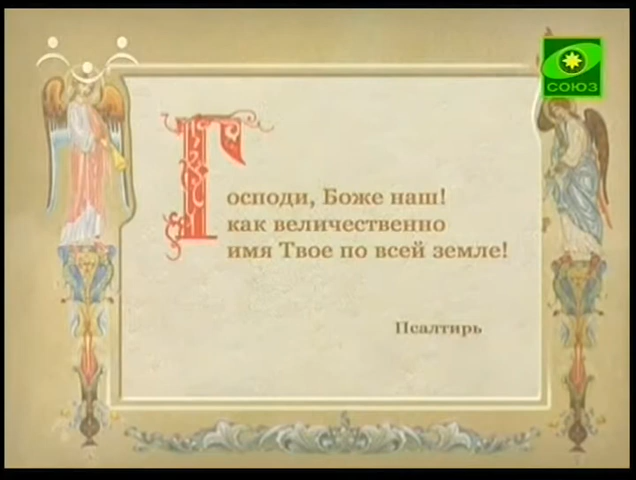 СОЮЗ
Господи, Боже наш!
как величественно
имя Твое по всей земле!
Псалтирь